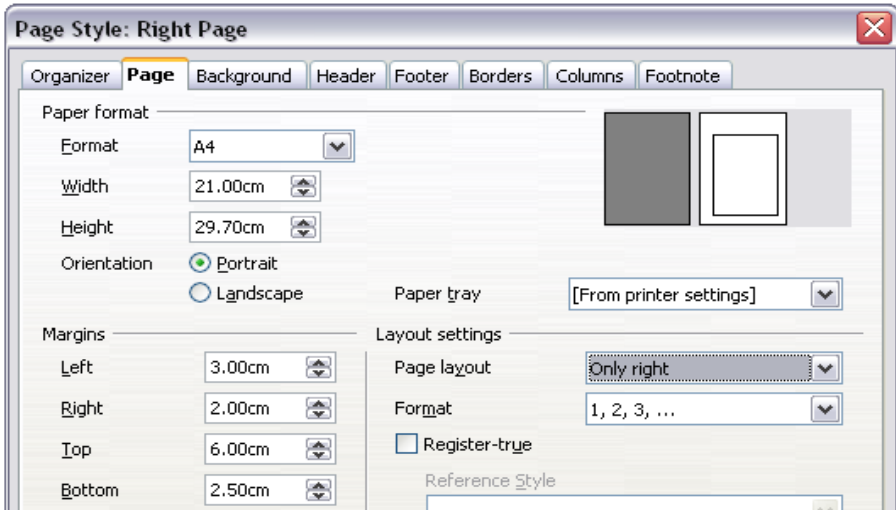 Page Style: Right Page
Organizer Page Background Header Footer Borders Columns Footnote
Paper format
Format A4
Width 21.00cm
Height 29.70cm
Orientation Portrait
Landscape Paper tray [From printer settings]
Margins Layout settings
Left 3.00cm Page layout Only right
Right 2.00cm Format 1, 2, 3, ...
Top 6.00cm Register-true
Bottom 2.50cm Reference Style